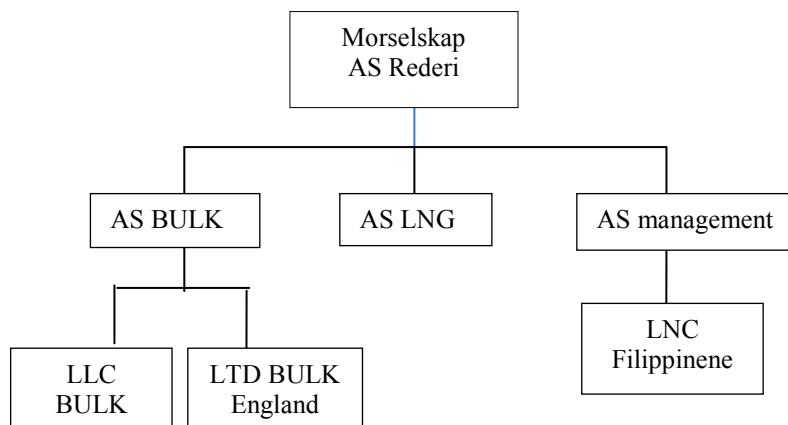 Morselskap
AS Rederi
AS BULK
AS LNG
AS management
LLC
BULK
LTD BULK
England
LNC
Filippinene